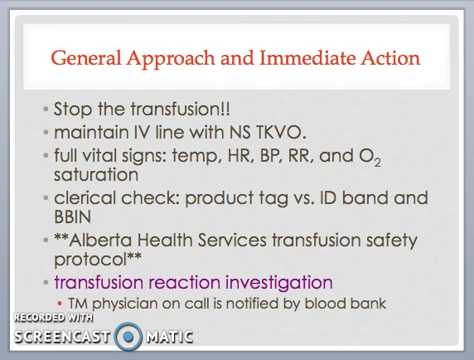 General Approach and Immediate Action
• Stop the transfusion!!
• maintain IV line with NS TKVO.
• full vital signs: temp, HR, BP, RR, and O₂
saturation
• clerical check: product tag vs. ID band and
BBIN
• **Alberta Health Services transfusion safety
protocol**
• transfusion reaction investigation
• TM physician on call is notified by blood bank
RECORDED WITH
SCREENCAST MATIC